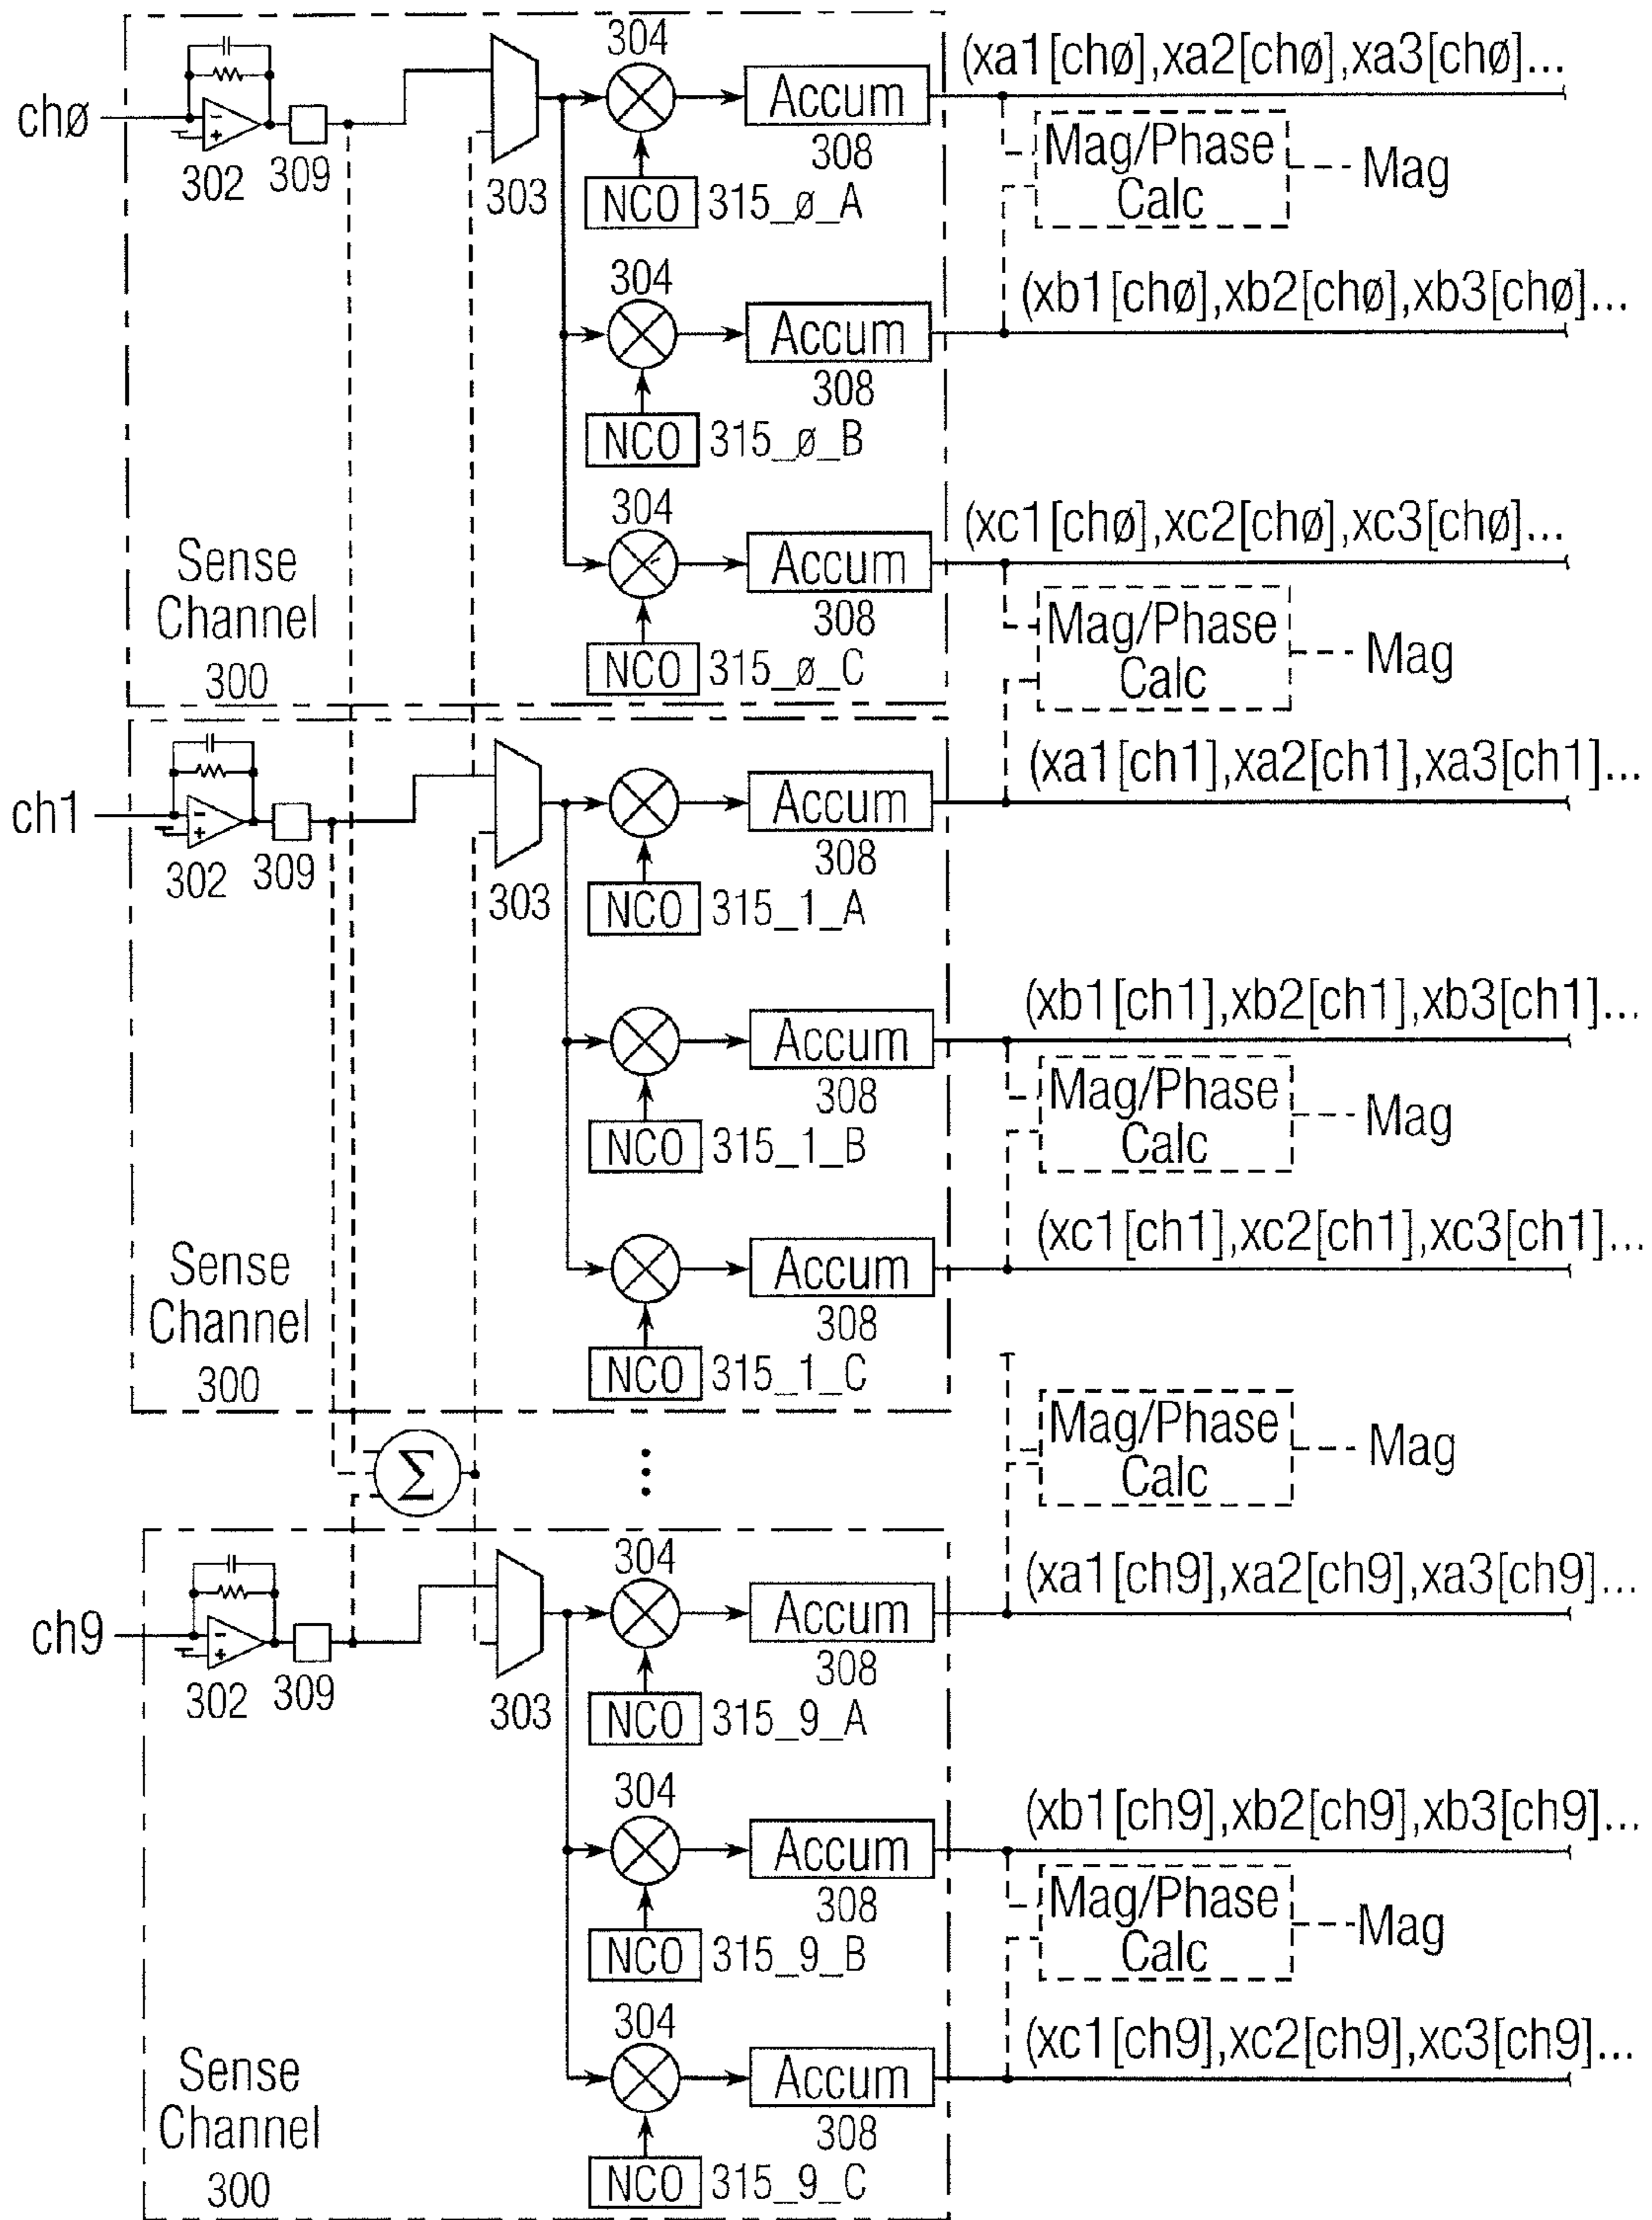 304
(xa1[chø],xa2[chø],xa3[chø]...
chø
Accum
302
309
303
308
Mag/Phase
Calc
Mag
NCO
315_ø_A
304
(xb1[chø],xb2[chø],xb3[chø]...
Accum
308
NCO
315_ø_B
304
(xc1[chø],xc2[chø],xc3[chø]...
Accum
308
Sense
Channel
300
Mag/Phase
Calc
Mag
NCO
315_ø_C
(xa1[ch1],xa2[ch1],xa3[ch1]...
ch1
- 
+
Accum
302
309
303
308
NCO
315_1_A
(xb1[ch1],xb2[ch1],xb3[ch1]...
Accum
308
Mag/Phase
Calc
Mag
NCO
315_1_B
(xc1[ch1],xc2[ch1],xc3[ch1]...
Accum
308
Sense
Channel
300
NCO
315_1_C
Σ
Mag/Phase
Calc
Mag
304
(xa1[ch9],xa2[ch9],xa3[ch9]...
ch9
Accum
302
309
303
308
NCO
315_9_A
304
(xb1[ch9],xb2[ch9],xb3[ch9]...
Accum
308
Mag/Phase
Calc
Mag
NCO
315_9_B
304
(xc1[ch9],xc2[ch9],xc3[ch9]...
Accum
308
Sense
Channel
300
NCO
315_9_C